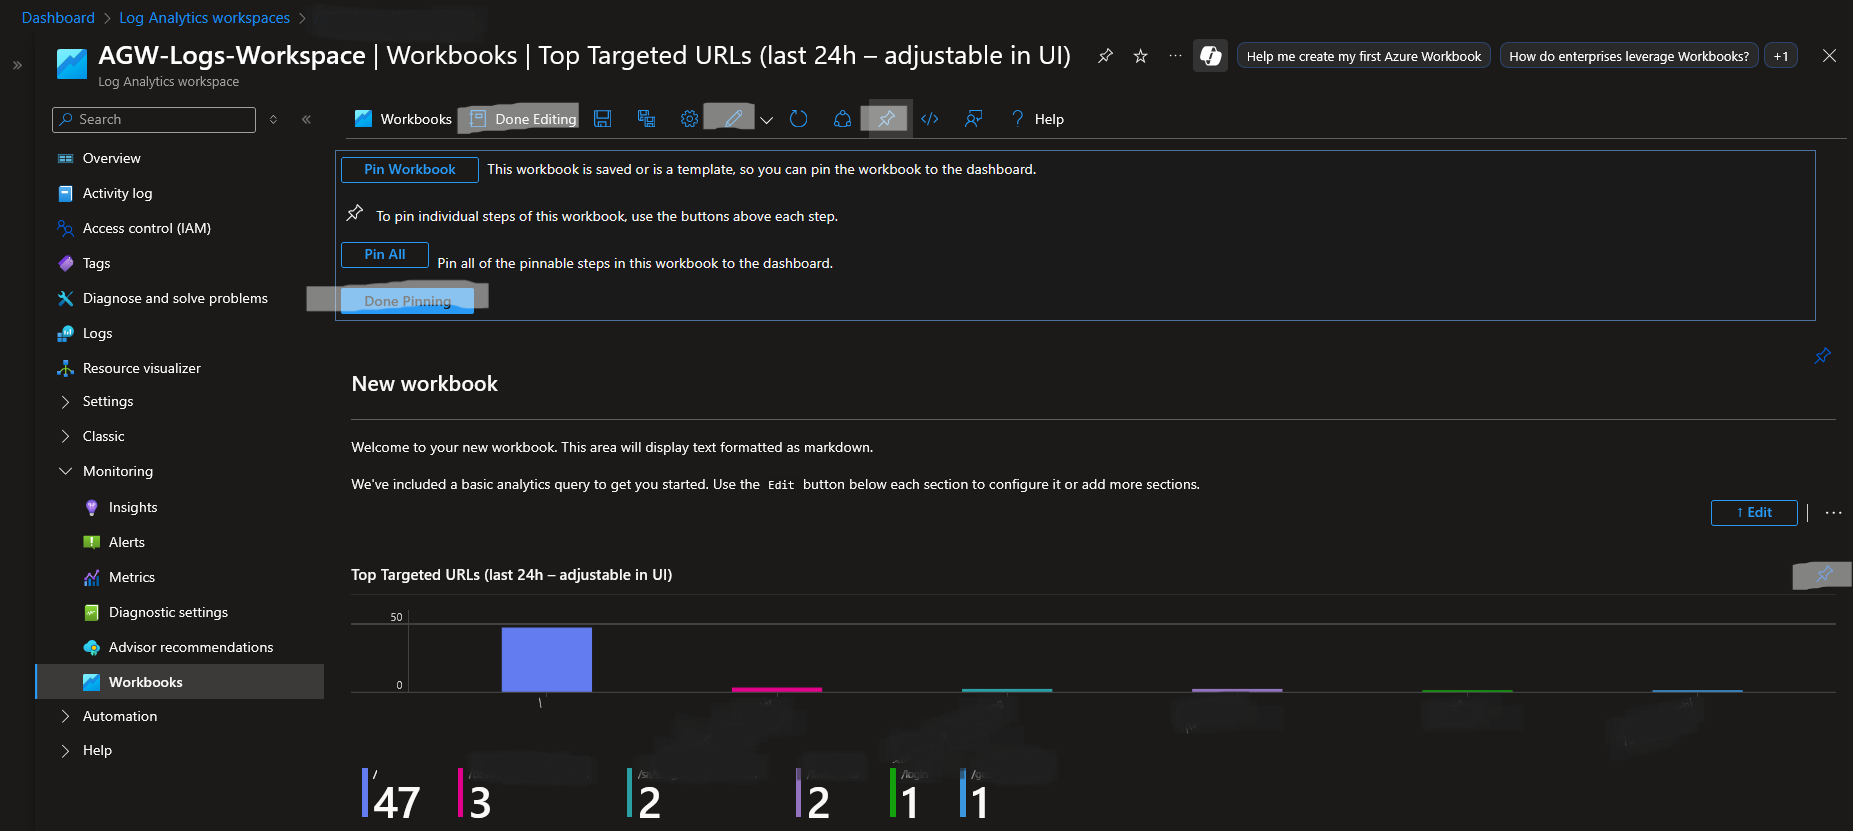 Dashboard > Log Analytics workspaces >
AGW-Logs-Workspace | Workbooks | Top Targeted URLs (last 24h – adjustable in UI)
Help me create my first Azure Workbook
How do enterprises leverage Workbooks?
+1
Log Analytics workspace
Search
Workbooks
Done Editing
Help
Overview
Activity log
Access control (IAM)
Tags
Diagnose and solve problems
Logs
Resource visualizer
Settings
Classic
Monitoring
Insights
Alerts
Metrics
Diagnostic settings
Advisor recommendations
Workbooks
Automation
Help
Pin Workbook This workbook is saved or is a template, so you can pin the workbook to the dashboard.
To pin individual steps of this workbook, use the buttons above each step.
Pin All Pin all of the pinnable steps in this workbook to the dashboard.
Done Pinning
New workbook
Welcome to your new workbook. This area will display text formatted as markdown.
We've included a basic analytics query to get you started. Use the Edit button below each section to configure it or add more sections.
↑ Edit
Top Targeted URLs (last 24h – adjustable in UI)
50
0
/
/
47
3
2
2
/login
1
1